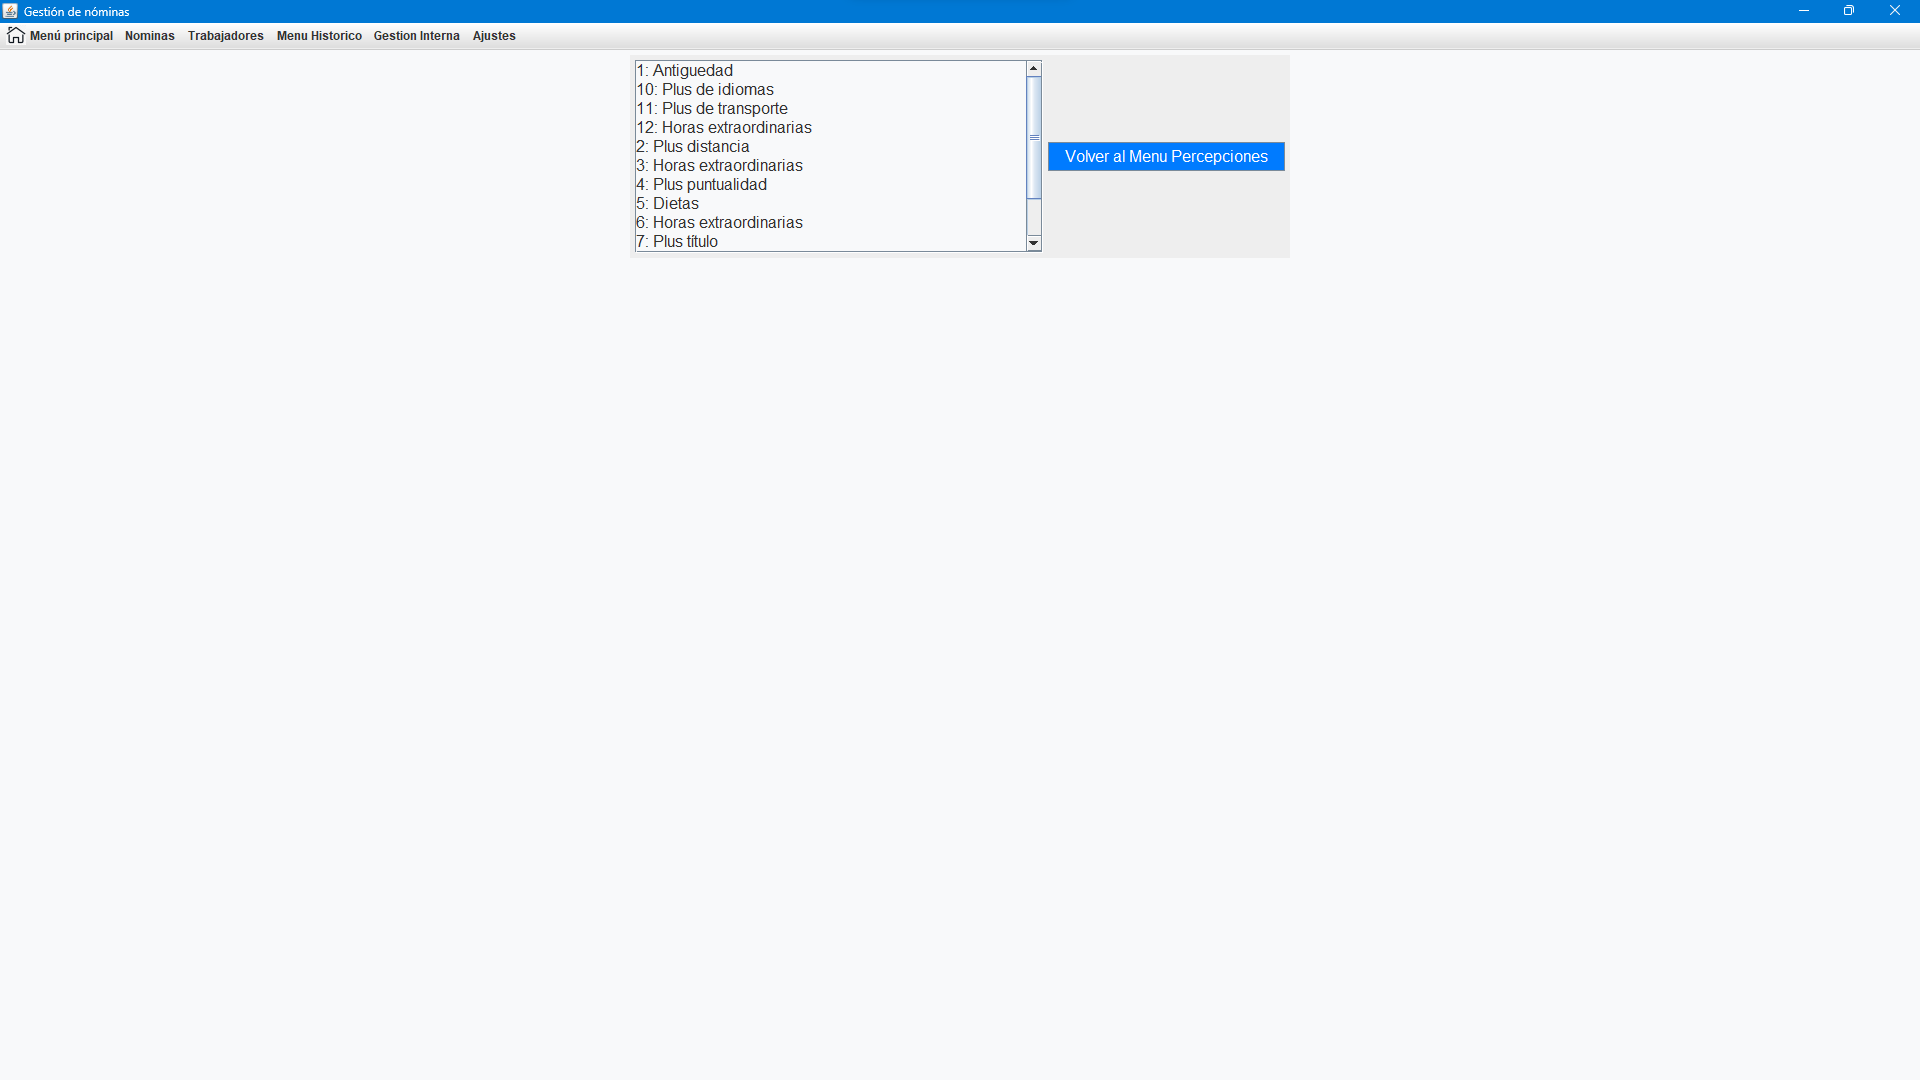 Gestión de nóminas
Menú principal Nominas Trabajadores Menu Historico Gestion Interna Ajustes
1: Antiguedad
10: Plus de idiomas
11: Plus de transporte
12: Horas extraordinarias
2: Plus distancia
3: Horas extraordinarias
4: Plus puntualidad
5: Dietas
6: Horas extraordinarias
7: Plus título
Volver al Menu Percepciones